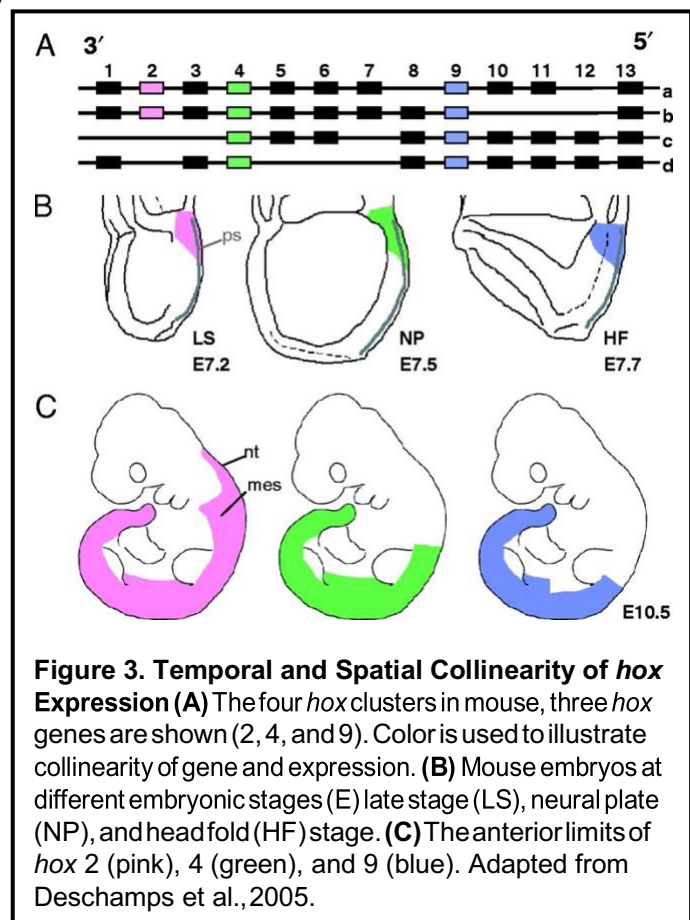 A 3′ 5′
1 2 3 4 5 6 7 8 9 10 11 12 13
a
b
c
d
B
ps
LS
E7.2
NP
E7.5
HF
E7.7
C
nt
mes
E10.5
Figure 3. Temporal and Spatial Collinearity of hox
Expression (A) The four hox clusters in mouse, three hox
genes are shown (2, 4, and 9). Color is used to illustrate
collinearity of gene and expression. (B) Mouse embryos at
different embryonic stages (E) late stage (LS), neural plate
(NP), and head fold (HF) stage. (C) The anterior limits of
hox 2 (pink), 4 (green), and 9 (blue). Adapted from
Deschamps et al., 2005.